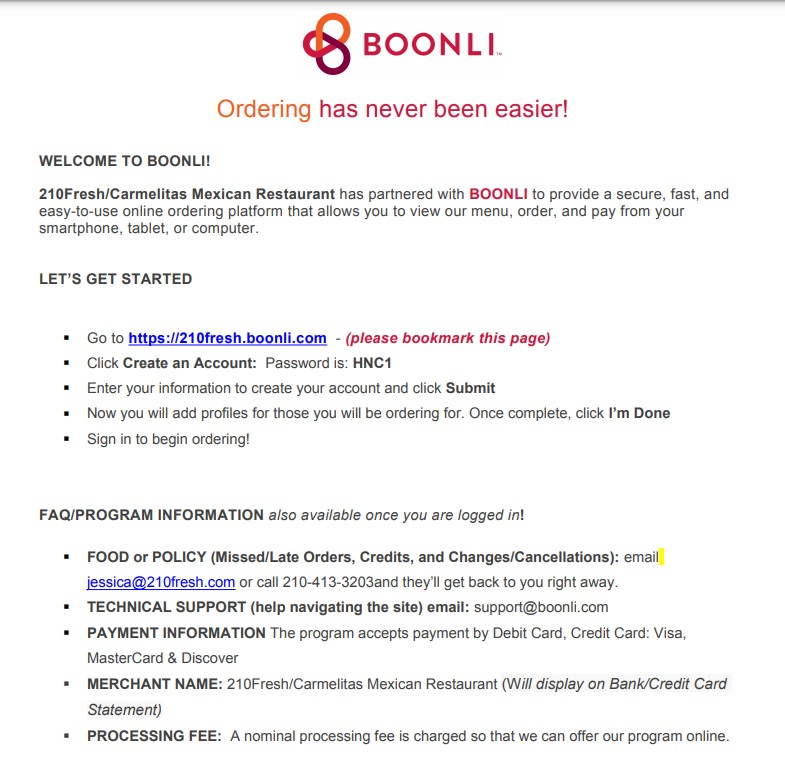 BOONLI™
Ordering has never been easier!
WELCOME TO BOONLI!
210Fresh/Carmelitas Mexican Restaurant has partnered with BOONLI to provide a secure, fast, and
easy-to-use online ordering platform that allows you to view our menu, order, and pay from your
smartphone, tablet, or computer.
LET’S GET STARTED
▪ Go to https://210fresh.boonli.com - (please bookmark this page)
▪ Click Create an Account: Password is: HNC1
▪ Enter your information to create your account and click Submit
▪ Now you will add profiles for those you will be ordering for. Once complete, click I’m Done
▪ Sign in to begin ordering!
FAQ/PROGRAM INFORMATION also available once you are logged in!
▪ FOOD or POLICY (Missed/Late Orders, Credits, and Changes/Cancellations): email
jessica@210fresh.com or call 210-413-3203and they’ll get back to you right away.
▪ TECHNICAL SUPPORT (help navigating the site) email: support@boonli.com
▪ PAYMENT INFORMATION The program accepts payment by Debit Card, Credit Card: Visa,
MasterCard & Discover
▪ MERCHANT NAME: 210Fresh/Carmelitas Mexican Restaurant (Will display on Bank/Credit Card
Statement)
▪ PROCESSING FEE: A nominal processing fee is charged so that we can offer our program online.